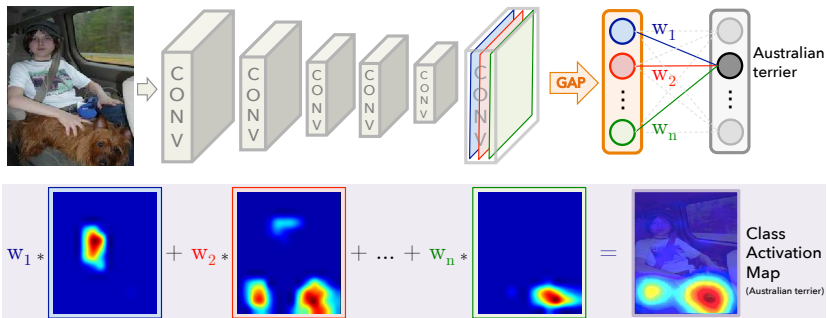 CONV
CONV
CONV
CONV
CONV
CONV
GAP
w1
w2
wn
Australian
terrier
w1 *
+ w2 *
+ ... + wn *
=
Class
Activation
Map
(Australian terrier)